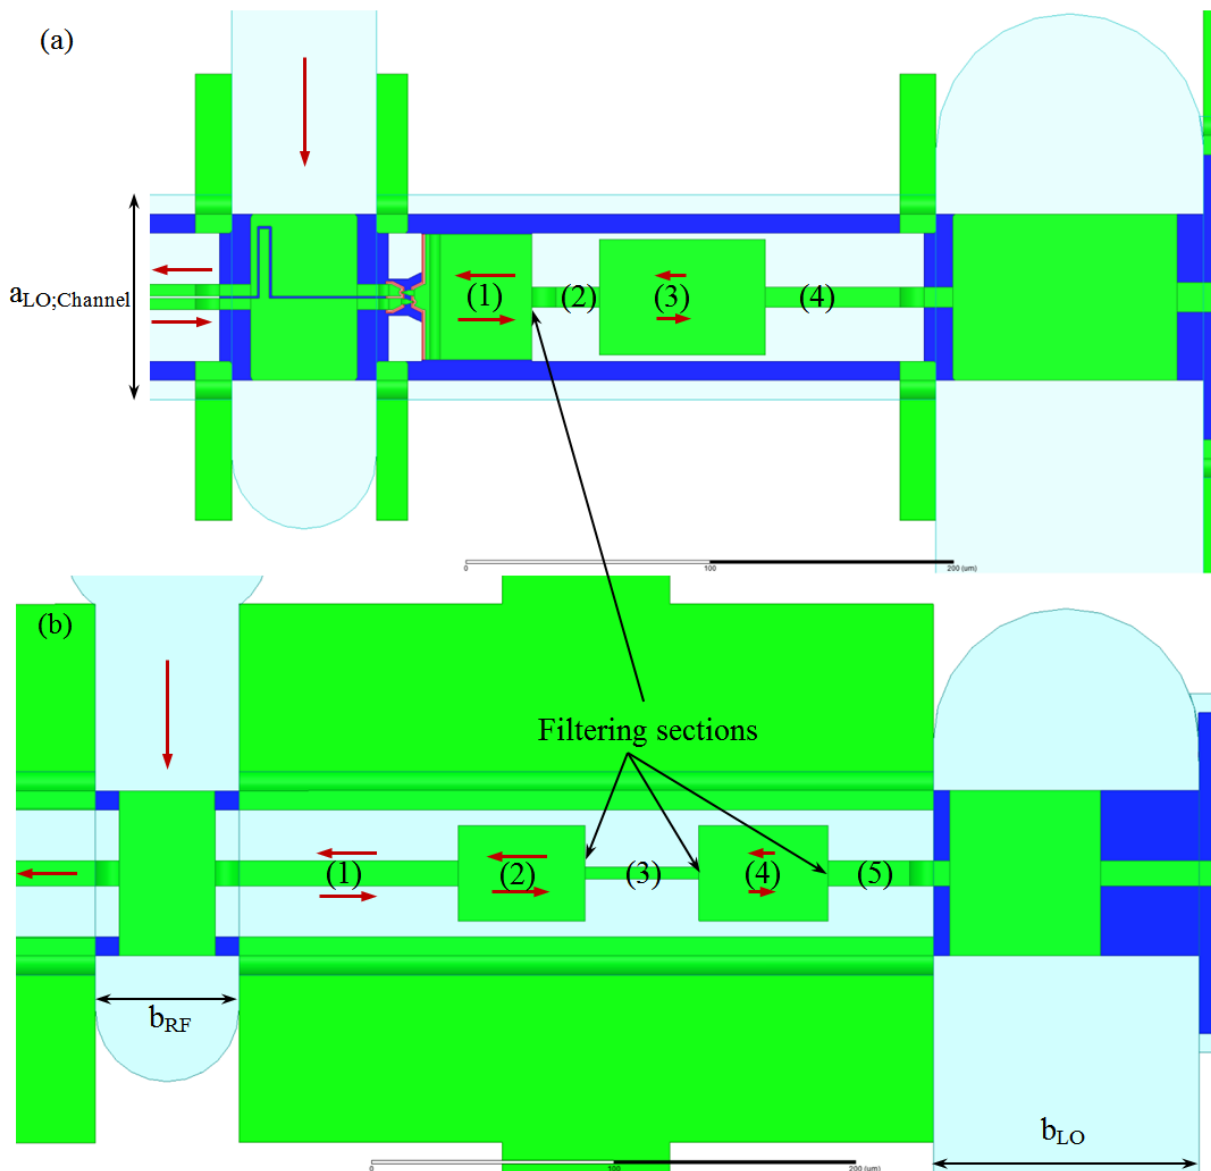 (a)
a_LO;Channel
(1) (2) (3) (4)
0 100 200 (um)
(b)
Filtering sections
(1) (2) (3) (4) (5)
b_RF
b_LO
0 100 200 (um)